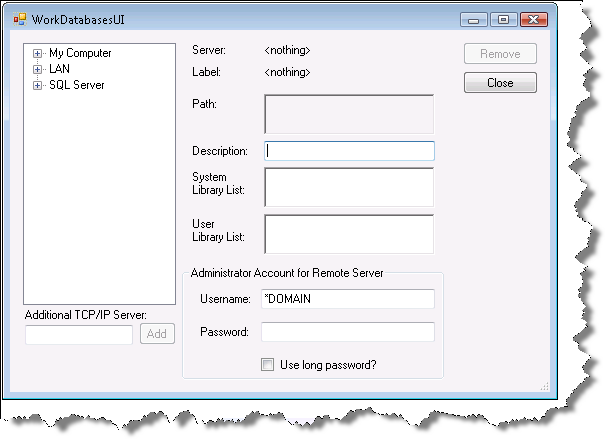 WorkDatabasesUI
My Computer
LAN
SQL Server
Additional TCP/IP Server:
Add
Server: <nothing>
Label: <nothing>
Path:
Description:
System
Library List:
User
Library List:
Administrator Account for Remote Server
Username: *DOMAIN
Password:
Use long password?
Remove
Close